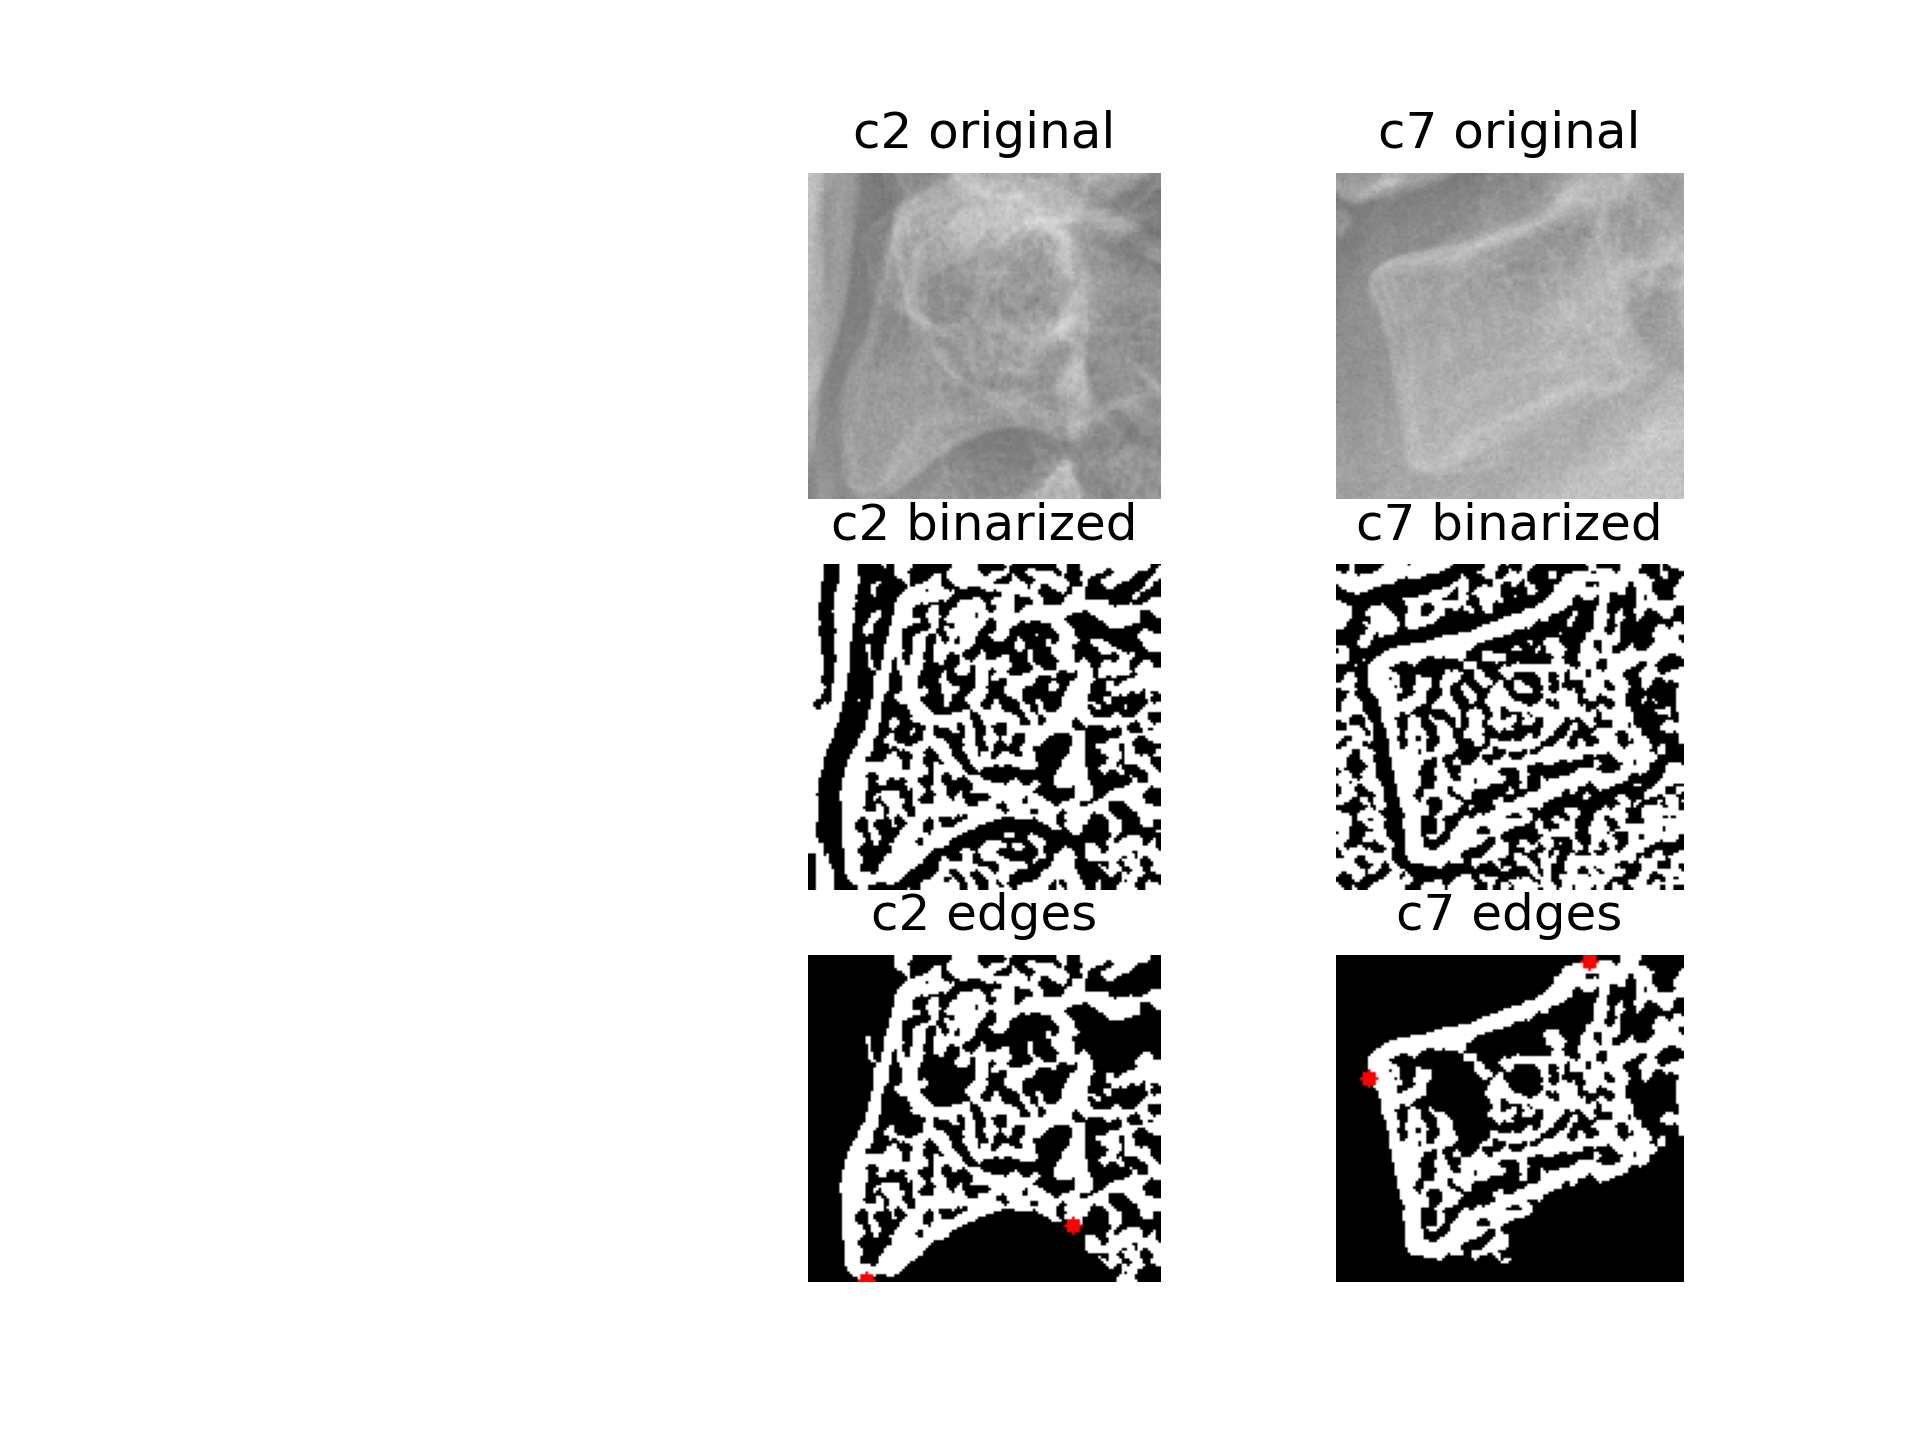 c2 original
c7 original
c2 binarized
c7 binarized
c2 edges
c7 edges